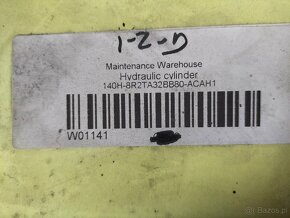 1-2-D
Maintenance Warehouse
Hydraulic cylinder
140H-8R2TA32BB80-ACAH1
W01141
bazos.pl